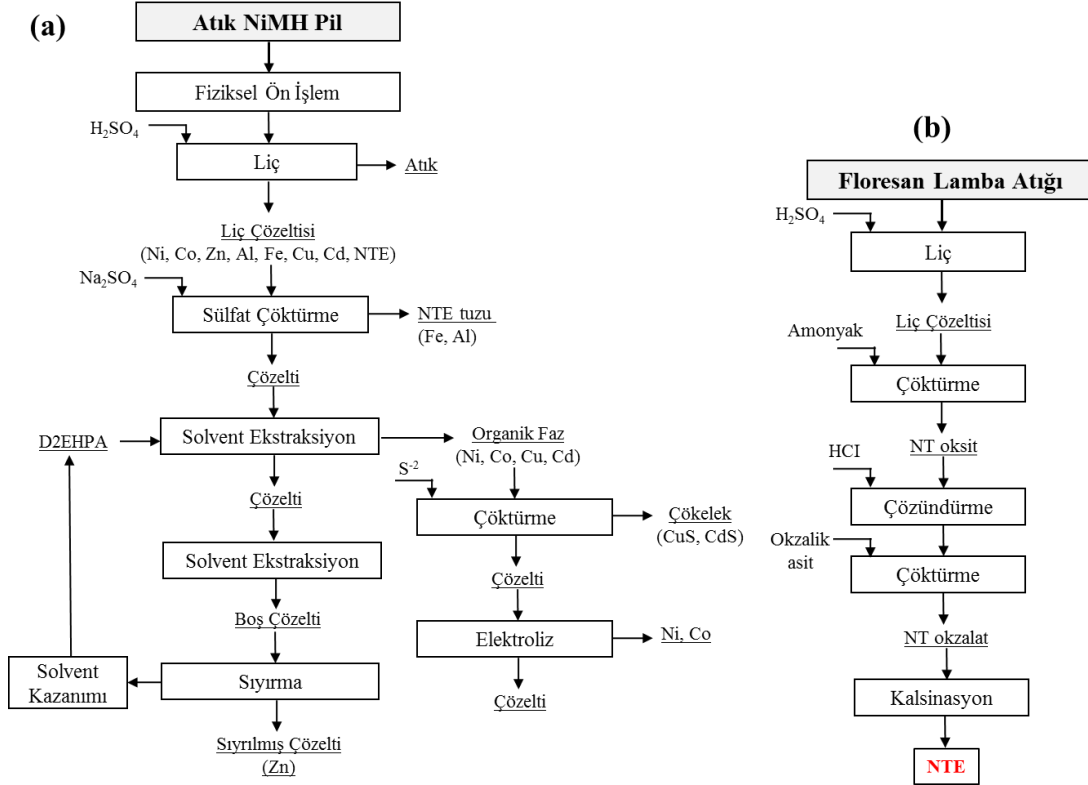 (a)
Atık NiMH Pil
Fiziksel Ön İşlem
H₂SO₄
Liç
Atık
Liç Çözeltisi
(Ni, Co, Zn, Al, Fe, Cu, Cd, NTE)
Na₂SO₄
Sülfat Çöktürme
NTE tuzu
(Fe, Al)
Çözelti
D2EHPA
Solvent Ekstraksiyon
Organik Faz
(Ni, Co, Cu, Cd)
S⁻²
Çözelti
Çöktürme
Çökelek
(CuS, CdS)
Solvent Ekstraksiyon
Çözelti
Boş Çözelti
Elektroliz
Ni, Co
Solvent
Kazanımı
Sıyırma
Çözelti
Sıyrılmış Çözelti
(Zn)
(b)
Floresan Lamba Atığı
H₂SO₄
Liç
Liç Çözeltisi
Amonyak
Çöktürme
NT oksit
HCI
Çözündürme
Okzalik
asit
Çöktürme
NT okzalat
Kalsinasyon
NTE